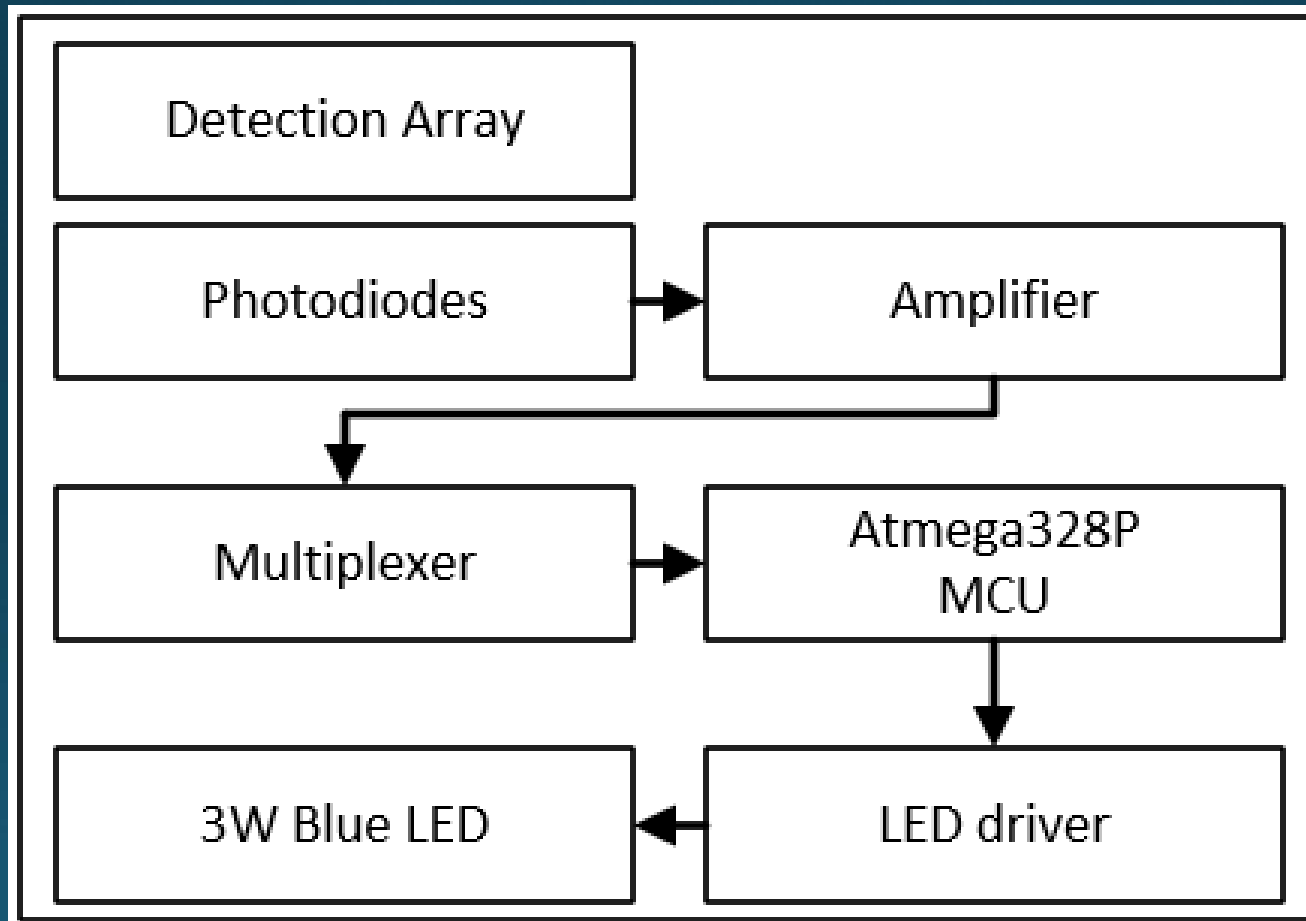 Detection Array
Photodiodes
Amplifier
Multiplexer
Atmega328P
MCU
3W Blue LED
LED driver